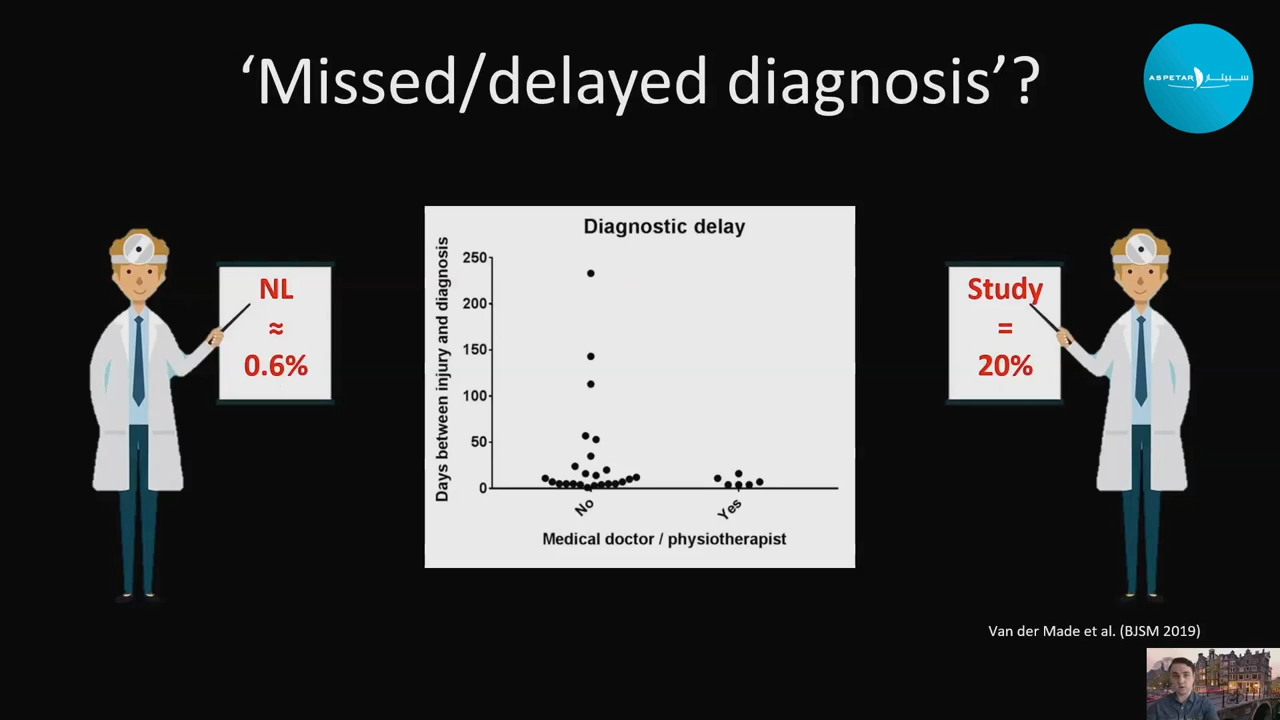 ‘Missed/delayed diagnosis’?
ASPETAR سبيتار
NL
≈
0.6%
Diagnostic delay
Days between injury and diagnosis
250
200
150
100
50
0
No
Yes
Medical doctor / physiotherapist
Study
=
20%
Van der Made et al. (BJSM 2019)